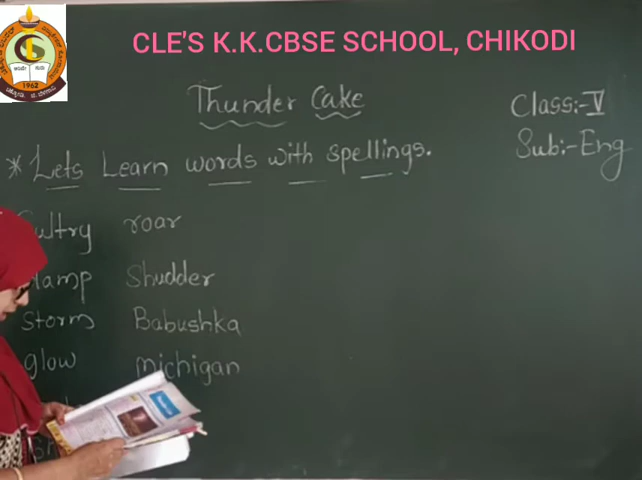 CLE'S K.K.CBSE SCHOOL, CHIKODI
1962
Thunder Cake
Class:- V
Sub:- Eng
* Lets Learn words with spellings.
roar
Shudder
Storm Babushka
glow michigan